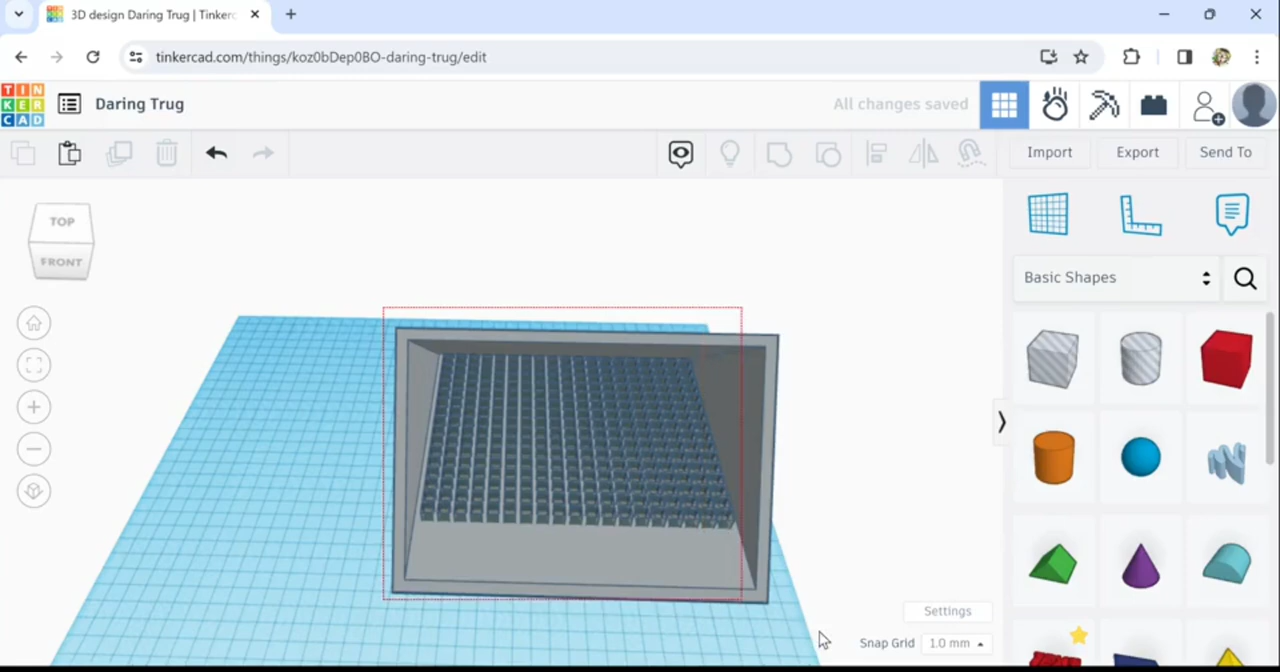 3D design Daring Trug | Tinkerc
tinkercad.com/things/koz0bDep0BO-daring-trug/edit
TIN
KER
CAD
Daring Trug
All changes saved
Import
Export
Send To
TOP
FRONT
Basic Shapes
Settings
Snap Grid
1.0 mm